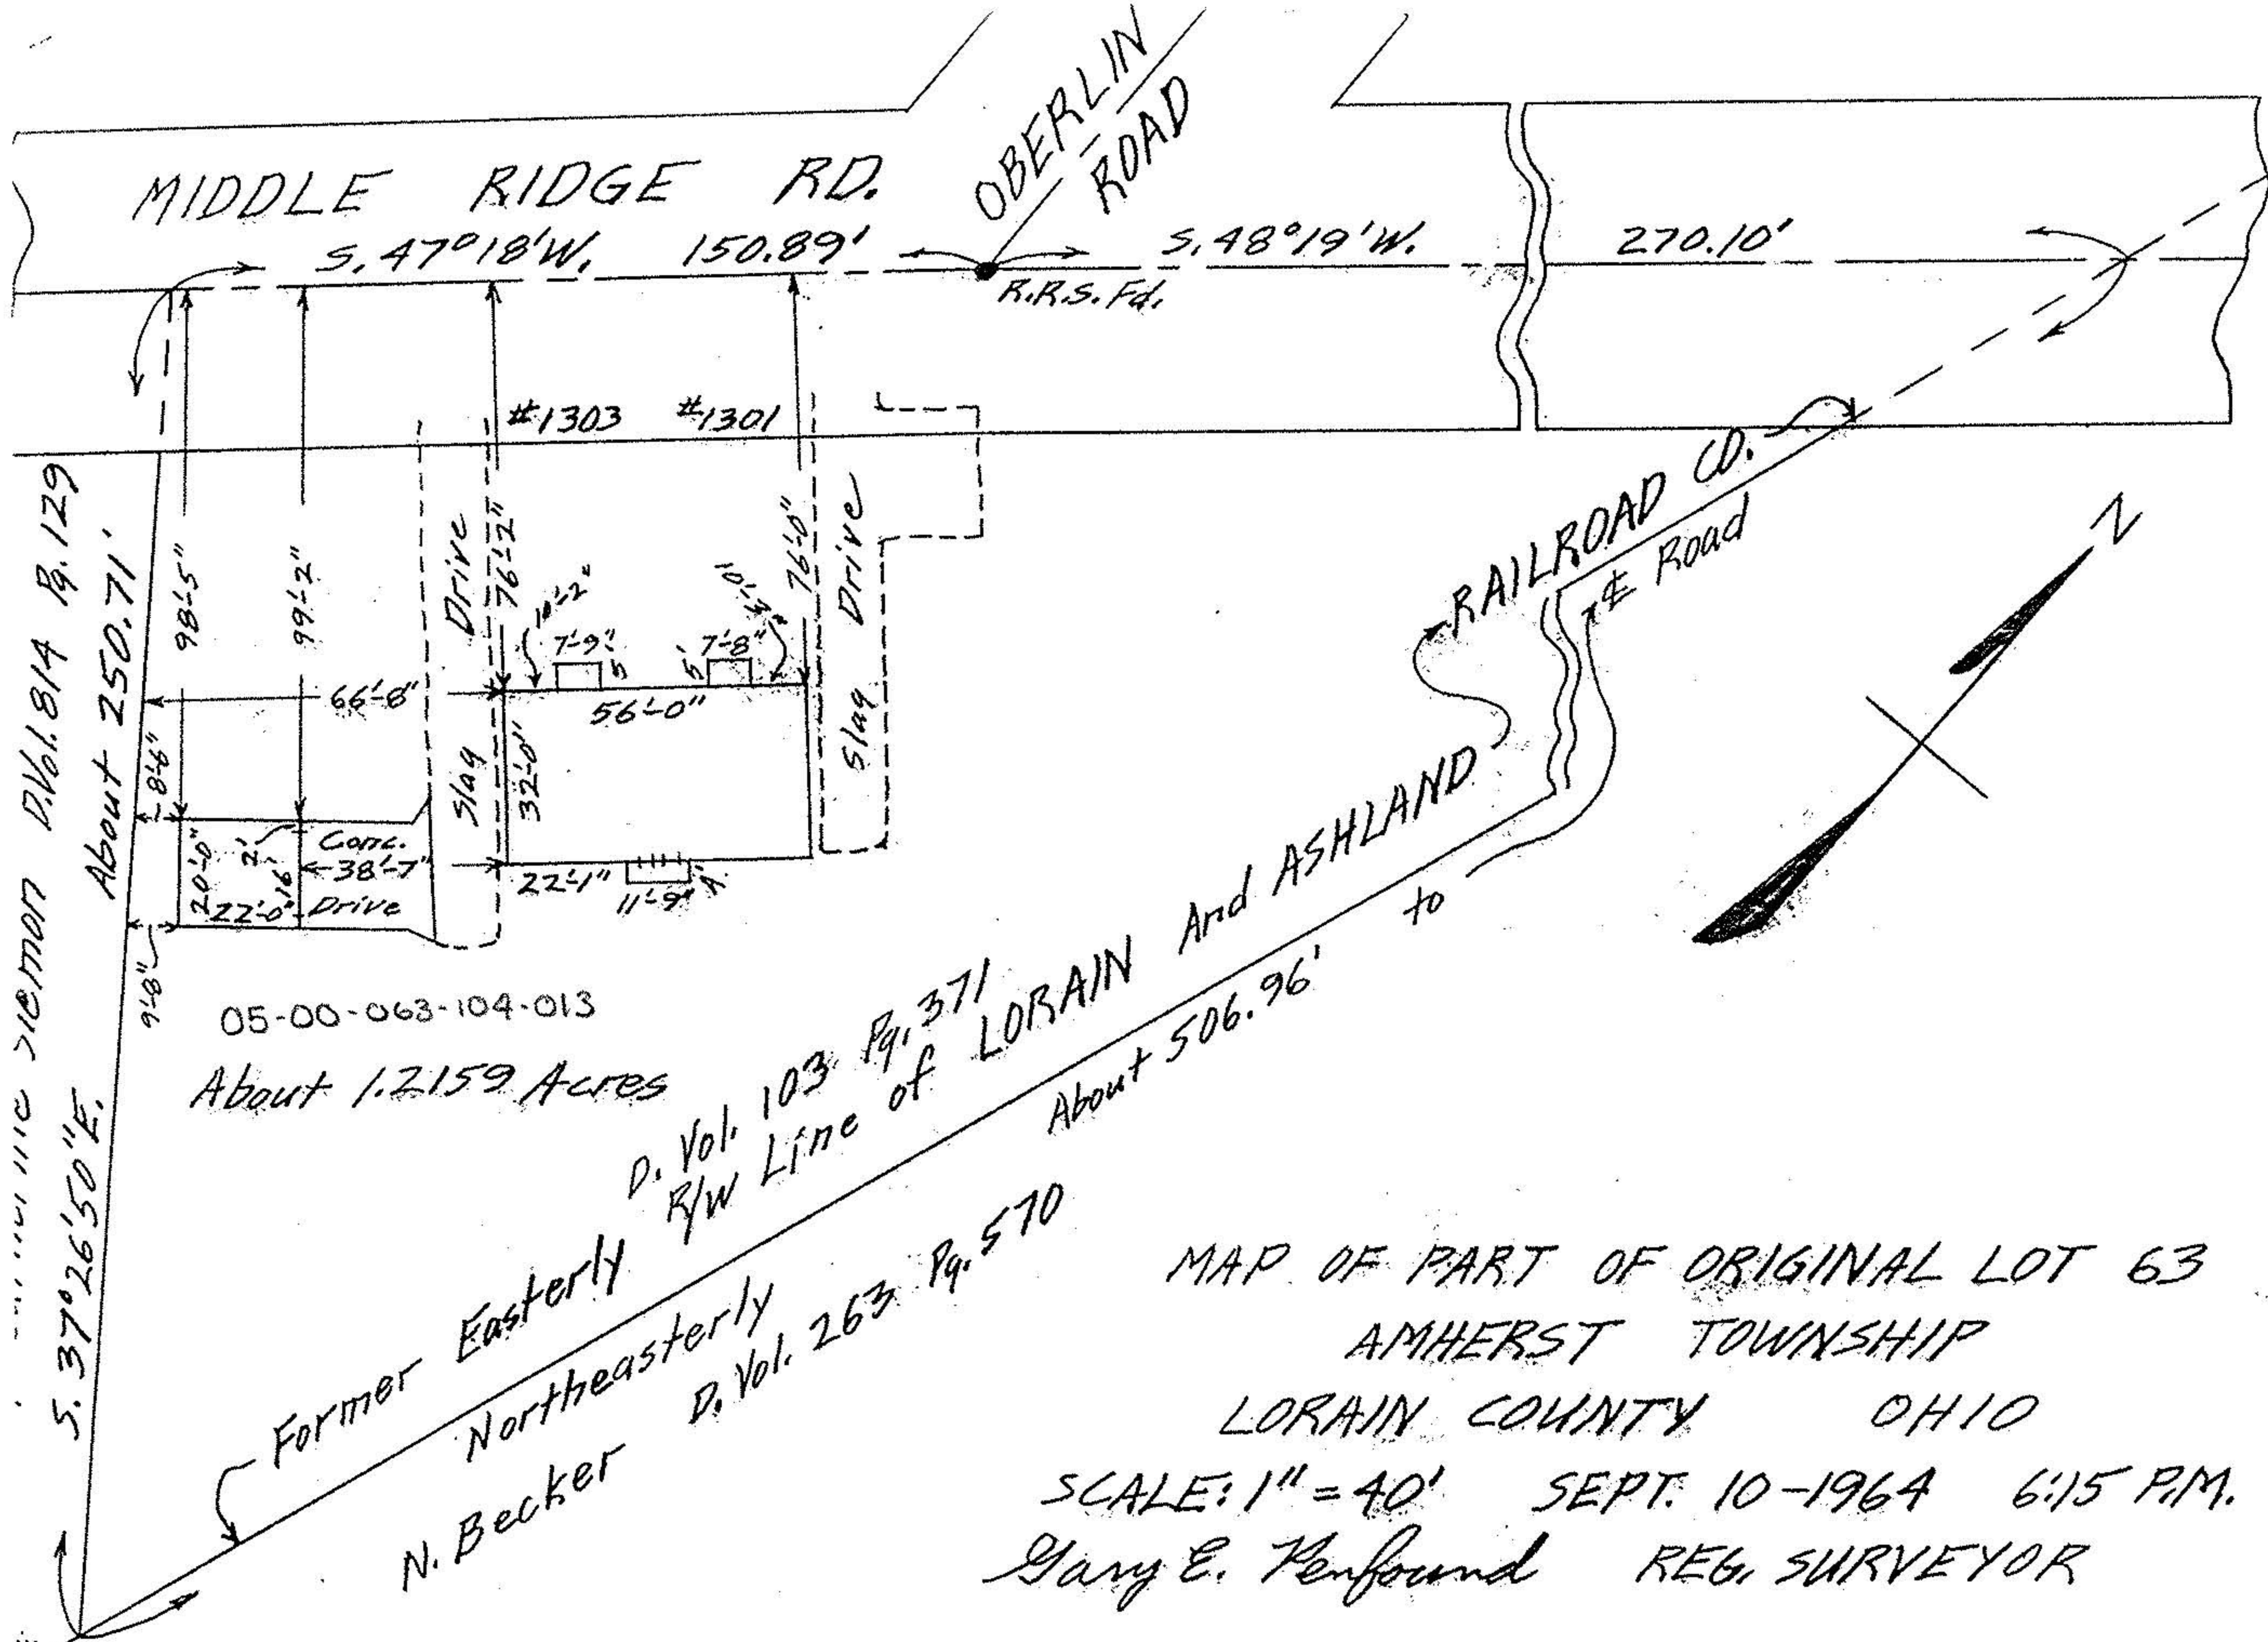 OBERLIN
ROAD
MIDDLE RIDGE RD.
S. 47°18'W. 150.89'
S. 48°19'W. 270.10'
R.R.S. Fd.
#1303 #1301
D.Vol. 814 Pg. 129
About 250.71'
S. 37°26'50"E.
98'-5"
99'-2"
Slag Drive
76'-2"
76'-0"
Slag Drive
7'-9"
5'
5'
7'-8"
66'-8"
56'-0"
32'-0"
8'-6"
20'-0"
2'
Conc.
38'-7"
16'
22'-0"
Drive
22'-1"
11'-9"
4'
9'-8"
05-00-063-104-013
About 1.2159 Acres
D. Vol. 103 Pg. 371
Former Easterly R/W Line of LORAIN And ASHLAND
RAILROAD CO.
Northeasterly About 506.96' to
℄ Road
N. Becker D. Vol. 263 Pg. 570
N
MAP OF PART OF ORIGINAL LOT 63
AMHERST TOWNSHIP
LORAIN COUNTY OHIO
SCALE: 1" = 40' SEPT. 10-1964 6:15 P.M.
Gary E. Penfound REG. SURVEYOR